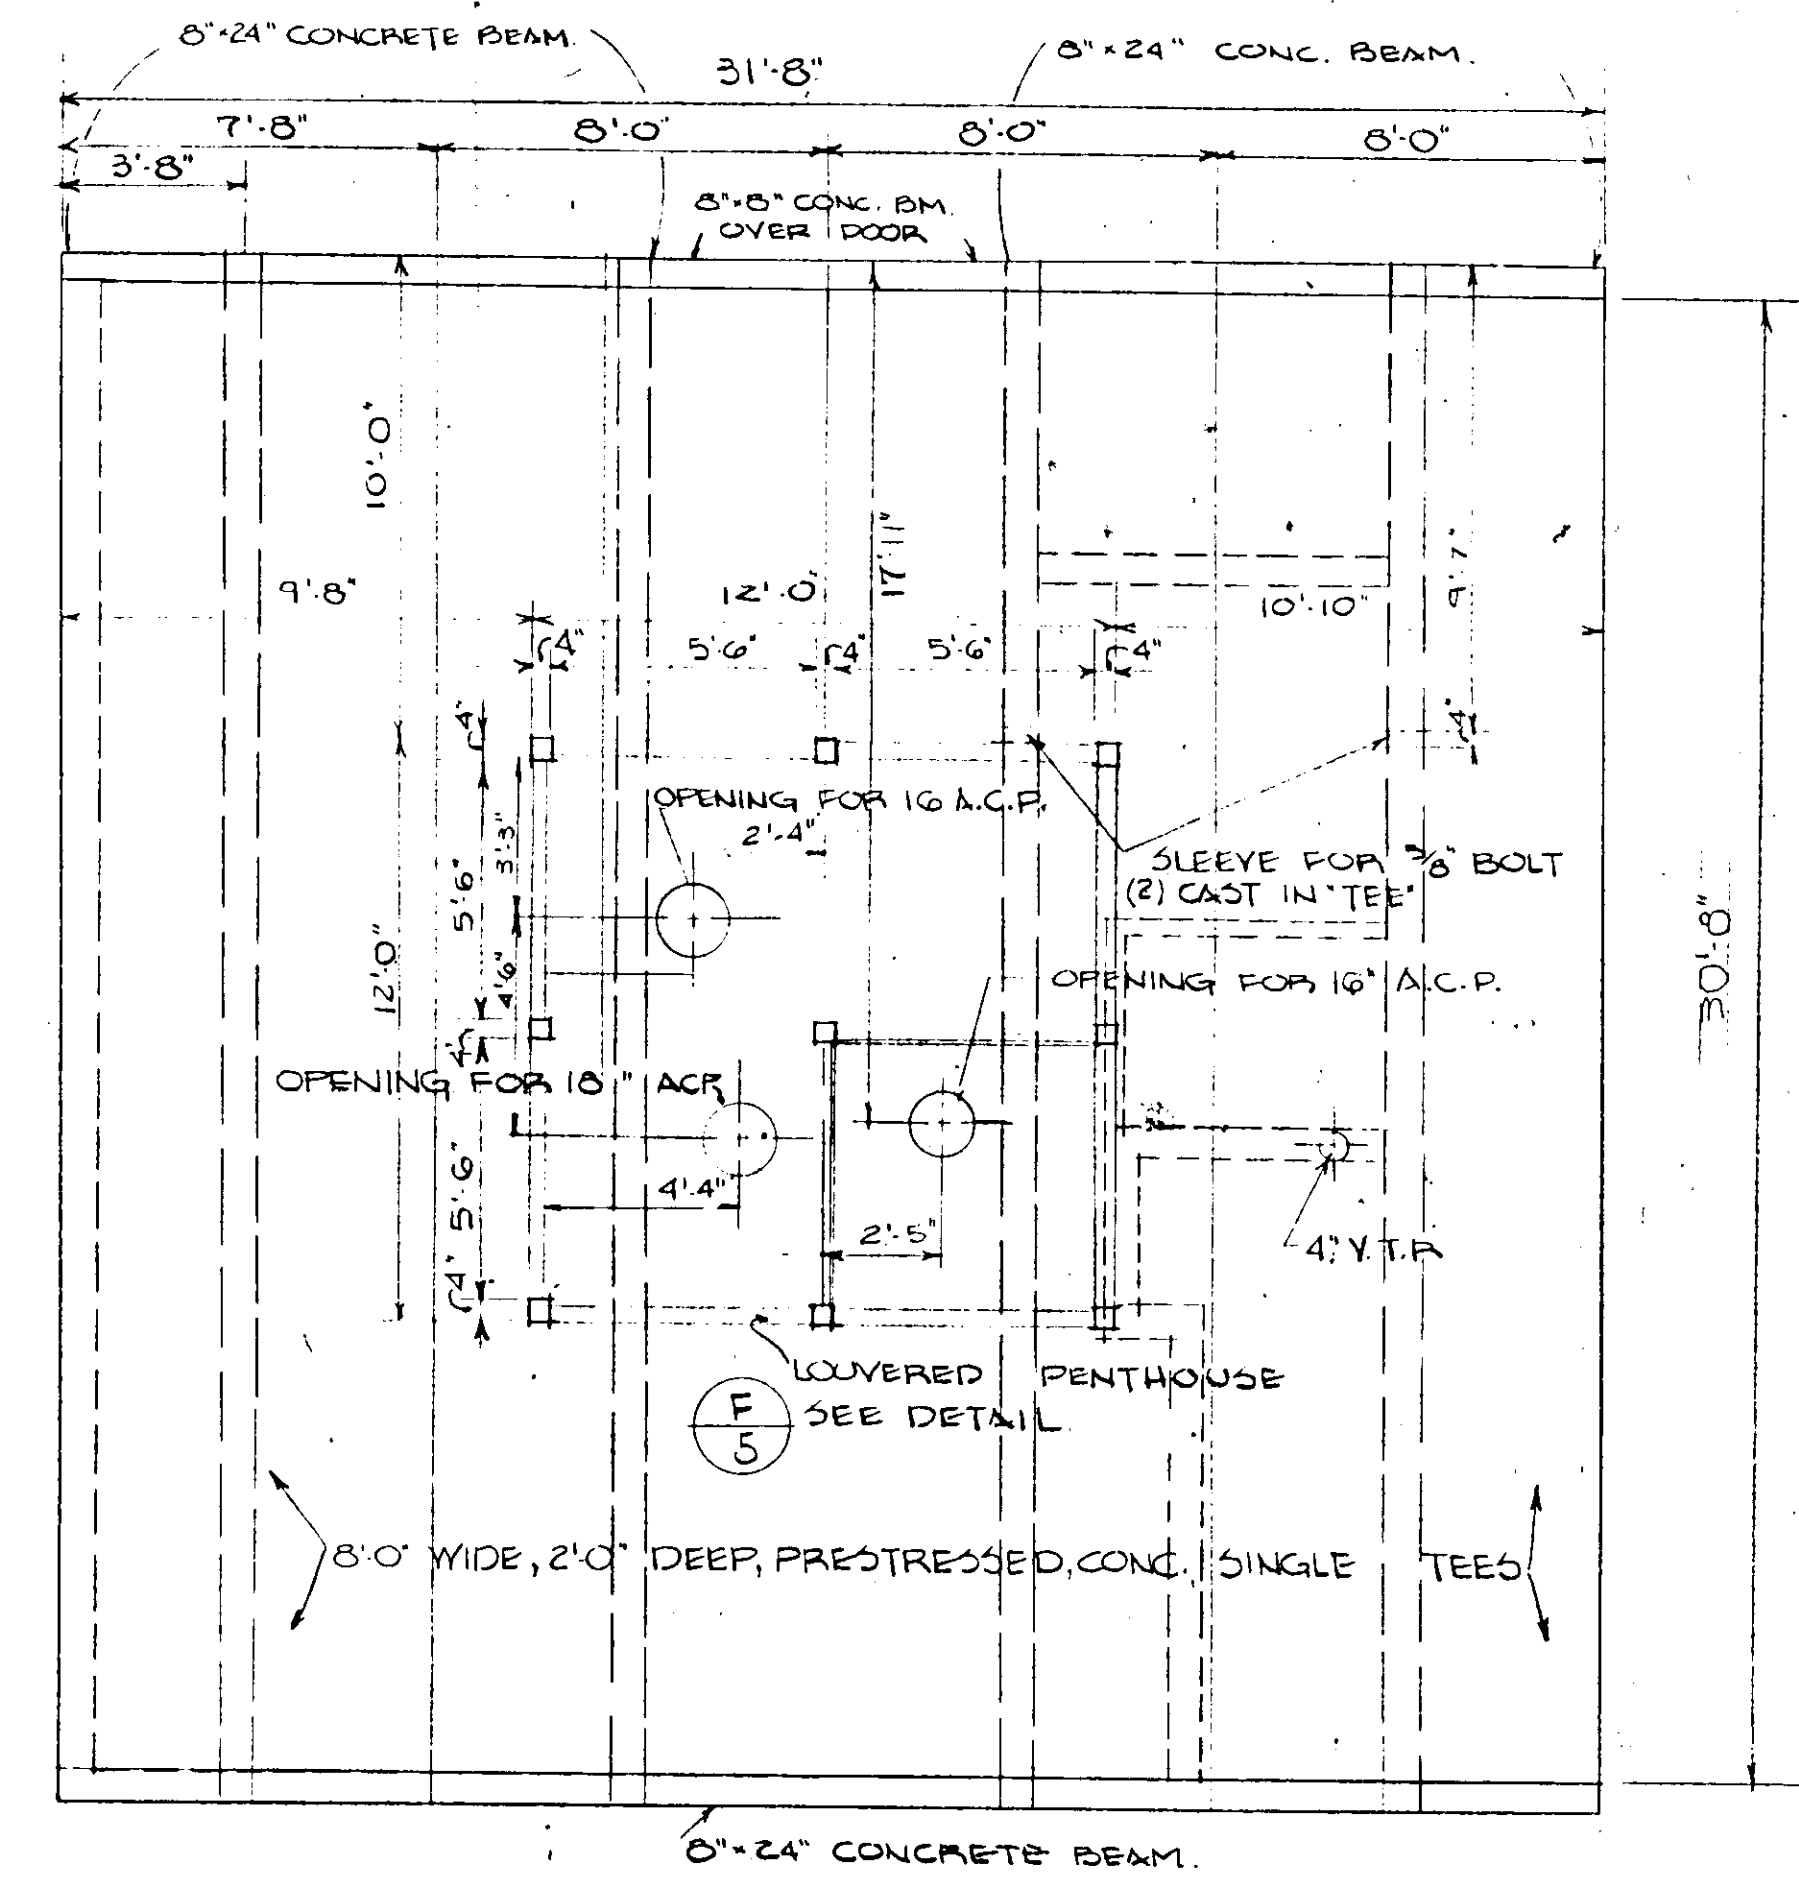 8"×24" CONCRETE BEAM.
8"×24" CONC. BEAM.
31'-8"
7'-8"
8'-0"
8'-0"
8'-0"
3'-8"
8"×8" CONC. BM.
OVER DOOR
10'-0"
17'-11"
9'-7"
9'-8"
12'-0"
10'-10"
4"
5'-6"
4"
5'-6"
4"
4"
4"
OPENING FOR 16 A.C.P.
2'-4"
3'-3"
5'-6"
SLEEVE FOR 3/8" BOLT
(2) CAST IN "TEE"
30'-8"
12'-0"
4'-6"
OPENING FOR 16" A.C.P.
4"
OPENING FOR 18" ACP
5'-6"
4'-4"
2'-5"
4" V.T.R
4"
LOUVERED PENTHOUSE
SEE DETAIL
F
5
8'-0" WIDE, 2'-0" DEEP, PRESTRESSED, CONC. SINGLE TEES
8"×24" CONCRETE BEAM.